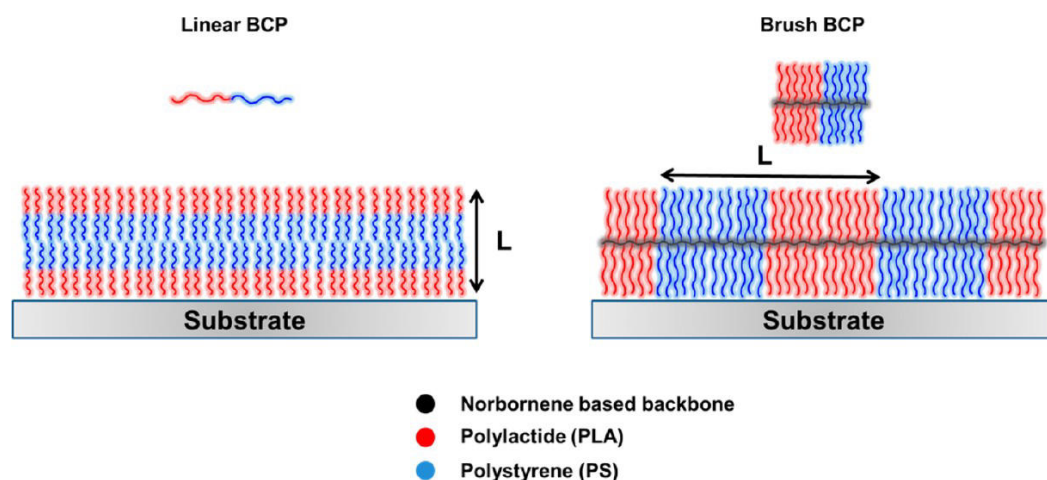 Linear BCP
Brush BCP
L
L
Substrate
Substrate
Norbornene based backbone
Polylactide (PLA)
Polystyrene (PS)